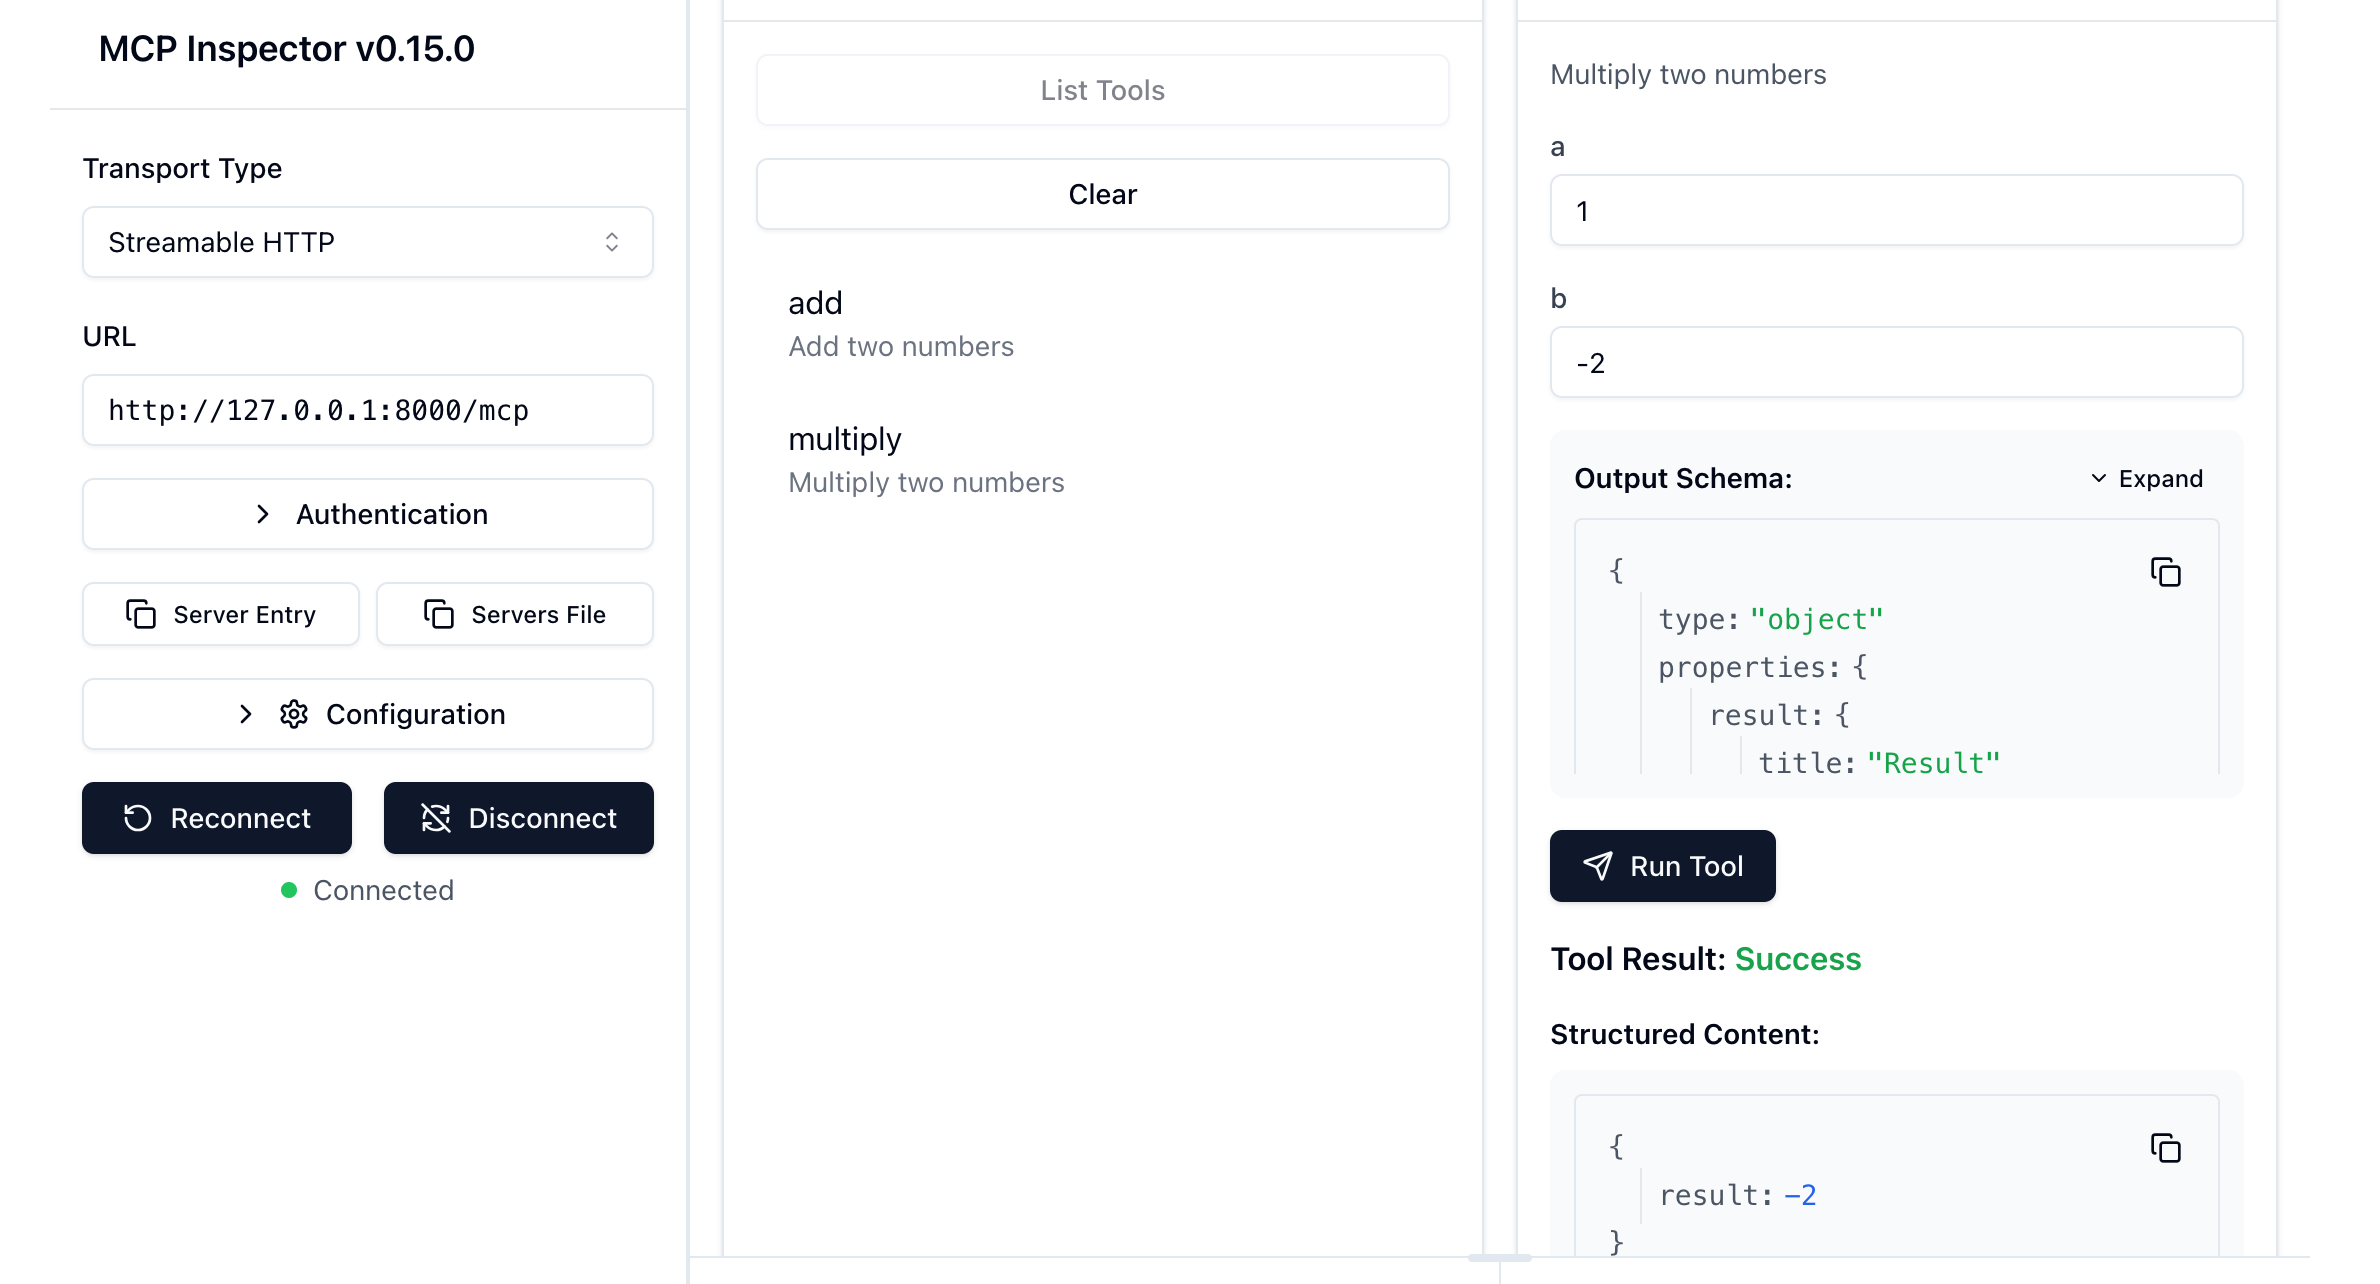 MCP Inspector v0.15.0
Transport Type
Streamable HTTP
URL
http://127.0.0.1:8000/mcp
Authentication
Server Entry
Servers File
Configuration
Reconnect
Disconnect
Connected
List Tools
Clear
add
Add two numbers
multiply
Multiply two numbers
Multiply two numbers
a
1
b
-2
Output Schema:
Expand
{
type: "object"
properties: {
result: {
title: "Result"
Run Tool
Tool Result: Success
Structured Content:
{
result: -2
}